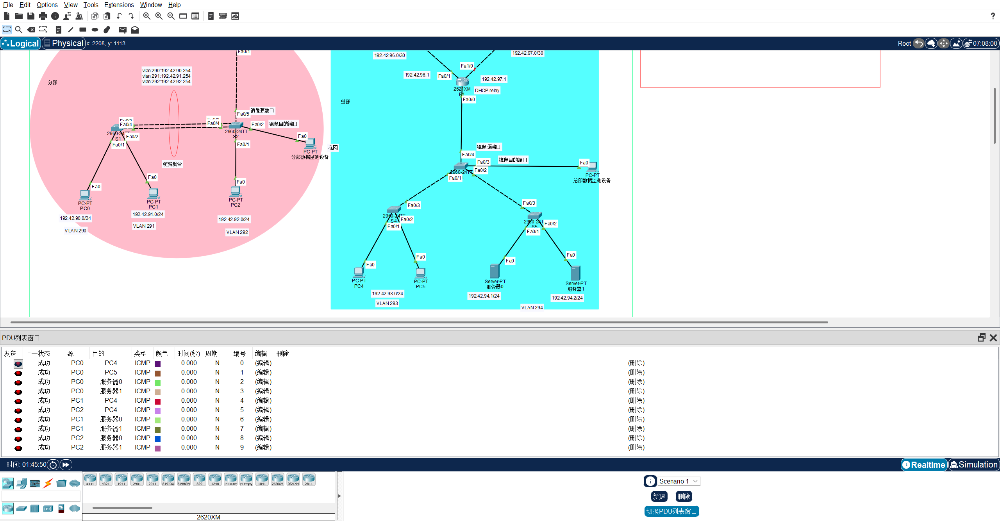 File Edit Options View Tools Extensions Window Help
Logical Physical x: 2208, y: 1113 Root 07:08:00
Fa0/1
192.42.96.0/30
192.42.97.0/30
Fa1/0
vlan 290:192.42.90.254
vlan 291:192.42.91.254
vlan 292:192.42.92.254
192.42.96.1
Fa0/1
192.42.97.1
分部
2621XM
R1
DHCP relay
Fa0/0
总部
Fa0/5
镜像源端口
Fa0/4
Fa0/4
Fa0/2
镜像目的端口
2960-24TT
S1
Fa0/2
Fa0/1
2960-24TT
S2
Fa0/1
Fa0
PC-PT
分部数据监测设备
私网
镜像源端口
Fa0/4
Fa0/3
镜像目的端口
链路聚合
2960-24TT
Fa0/2
Fa0/1
Fa0
PC-PT
总部数据监测设备
Fa0
Fa0
Fa0
PC-PT
PC0
PC-PT
PC1
PC-PT
PC2
192.42.90.0/24
192.42.91.0/24
192.42.92.0/24
VLAN 290
VLAN 291
VLAN 292
Fa0/3
Fa0/3
2960-24TT
S4
Fa0/2
Fa0/1
2960-24T
S5
Fa0/2
Fa0/1
Fa0
Fa0
Fa0
Fa0
PC-PT
PC4
PC-PT
PC5
Server-PT
服务器0
Server-PT
服务器1
192.42.93.0/24
VLAN 293
192.42.94.1/24
192.42.94.2/24
VLAN 294
PDU列表窗口
发送 上一状态 源 目的 类型 颜色 时间(秒) 周期 编号 编辑 删除
成功 PC0 PC4 ICMP 0.000 N 0 (编辑) (删除)
成功 PC0 PC5 ICMP 0.000 N 1 (编辑) (删除)
成功 PC0 服务器0 ICMP 0.000 N 2 (编辑) (删除)
成功 PC0 服务器1 ICMP 0.000 N 3 (编辑) (删除)
成功 PC1 PC4 ICMP 0.000 N 4 (编辑) (删除)
成功 PC2 PC4 ICMP 0.000 N 5 (编辑) (删除)
成功 PC1 服务器0 ICMP 0.000 N 6 (编辑) (删除)
成功 PC1 服务器1 ICMP 0.000 N 7 (编辑) (删除)
成功 PC2 服务器0 ICMP 0.000 N 8 (编辑) (删除)
成功 PC2 服务器1 ICMP 0.000 N 9 (编辑) (删除)
时间: 01:45:50 Realtime Simulation
4331 4321 1941 2901 2911 819IOX 819HGW 829 1240 PT-Router PT-Empty 1841 2620XM 2621XM 2811
Scenario 1
新建 删除
切换PDU列表窗口
2620XM